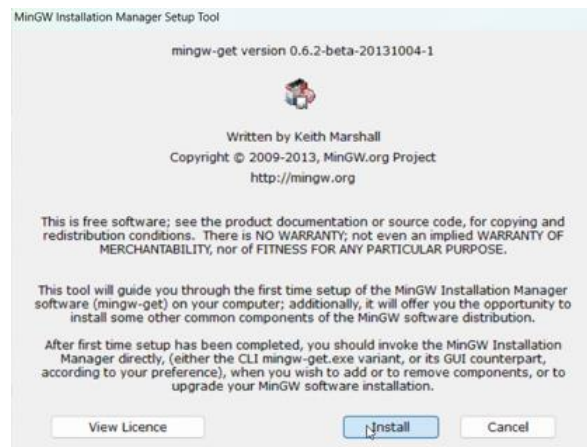 MinGW Installation Manager Setup Tool
mingw-get version 0.6.2-beta-20131004-1
Written by Keith Marshall
Copyright © 2009-2013, MinGW.org Project
http://mingw.org
This is free software; see the product documentation or source code, for copying and
redistribution conditions. There is NO WARRANTY; not even an implied WARRANTY OF
MERCHANTABILITY, nor of FITNESS FOR ANY PARTICULAR PURPOSE.
This tool will guide you through the first time setup of the MinGW Installation Manager
software (mingw-get) on your computer; additionally, it will offer you the opportunity to
install some other common components of the MinGW software distribution.
After first time setup has been completed, you should invoke the MinGW Installation
Manager directly, (either the CLI mingw-get.exe variant, or its GUI counterpart,
according to your preference), when you wish to add or to remove components, or to
upgrade your MinGW software installation.
View Licence Install Cancel